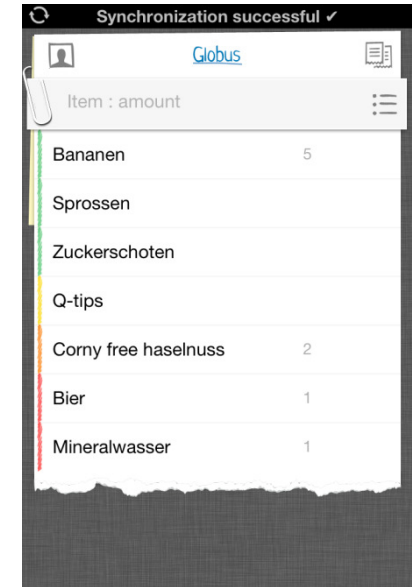 Synchronization successful ✔
Globus
Item : amount
Bananen 5
Sprossen
Zuckerschoten
Q-tips
Corny free haselnuss 2
Bier 1
Mineralwasser 1